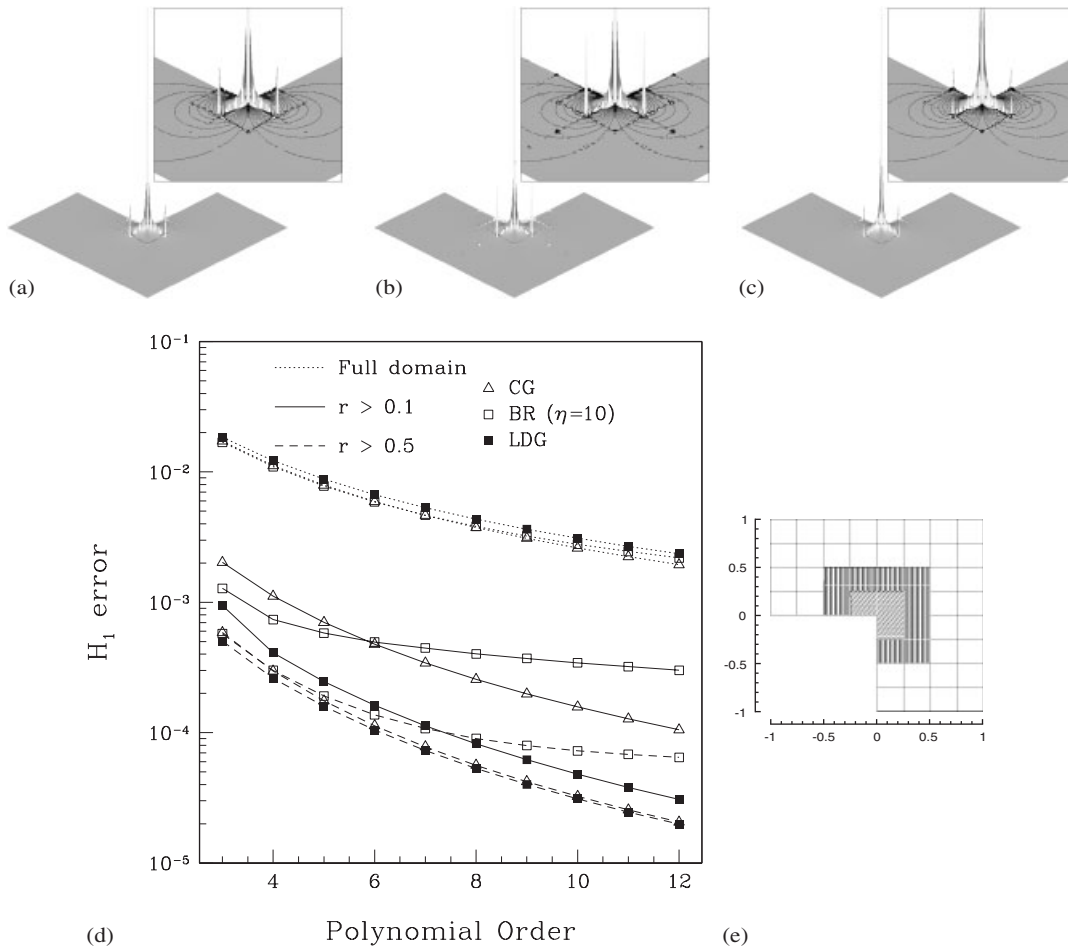 (a)
(b)
(c)
10⁻¹
10⁻²
10⁻³
10⁻⁴
10⁻⁵
H₁ error
Full domain
r > 0.1
r > 0.5
CG
BR (η=10)
LDG
4
6
8
10
12
Polynomial Order
(d)
1
0.5
0
-0.5
-1
-1
-0.5
0
0.5
1
(e)